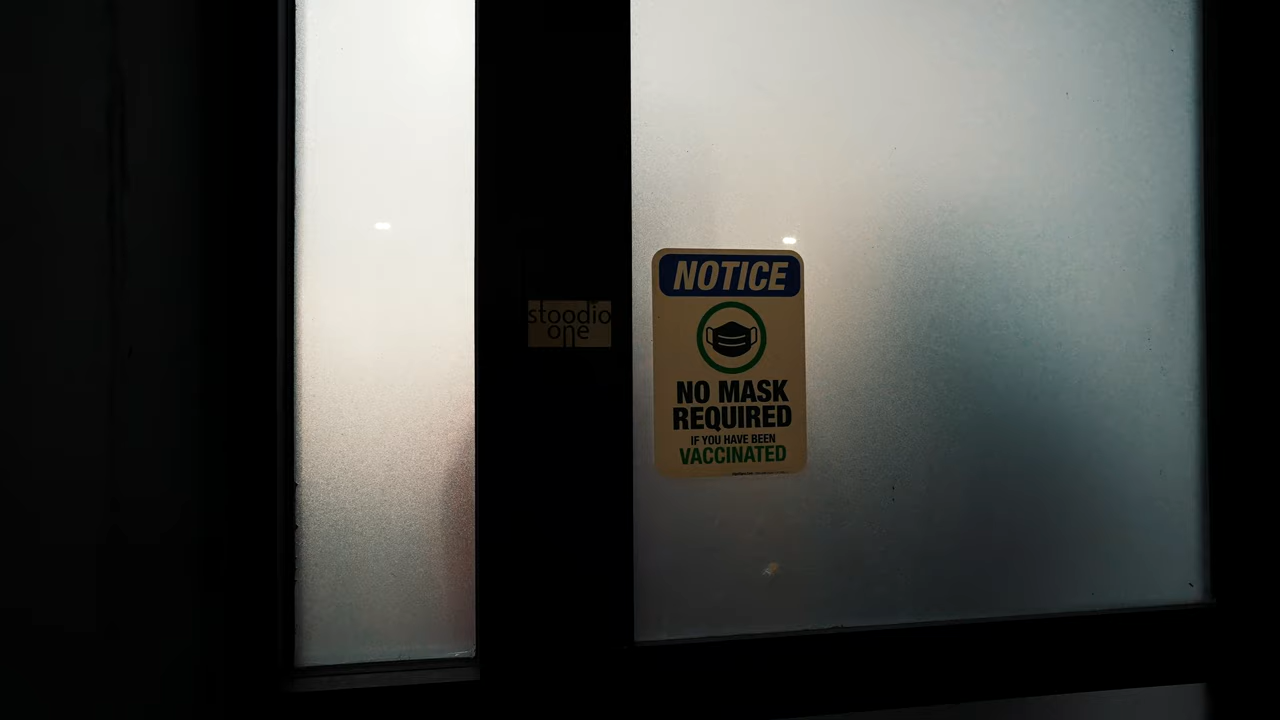 stoodio
one
NOTICE
NO MASK
REQUIRED
IF YOU HAVE BEEN
VACCINATED